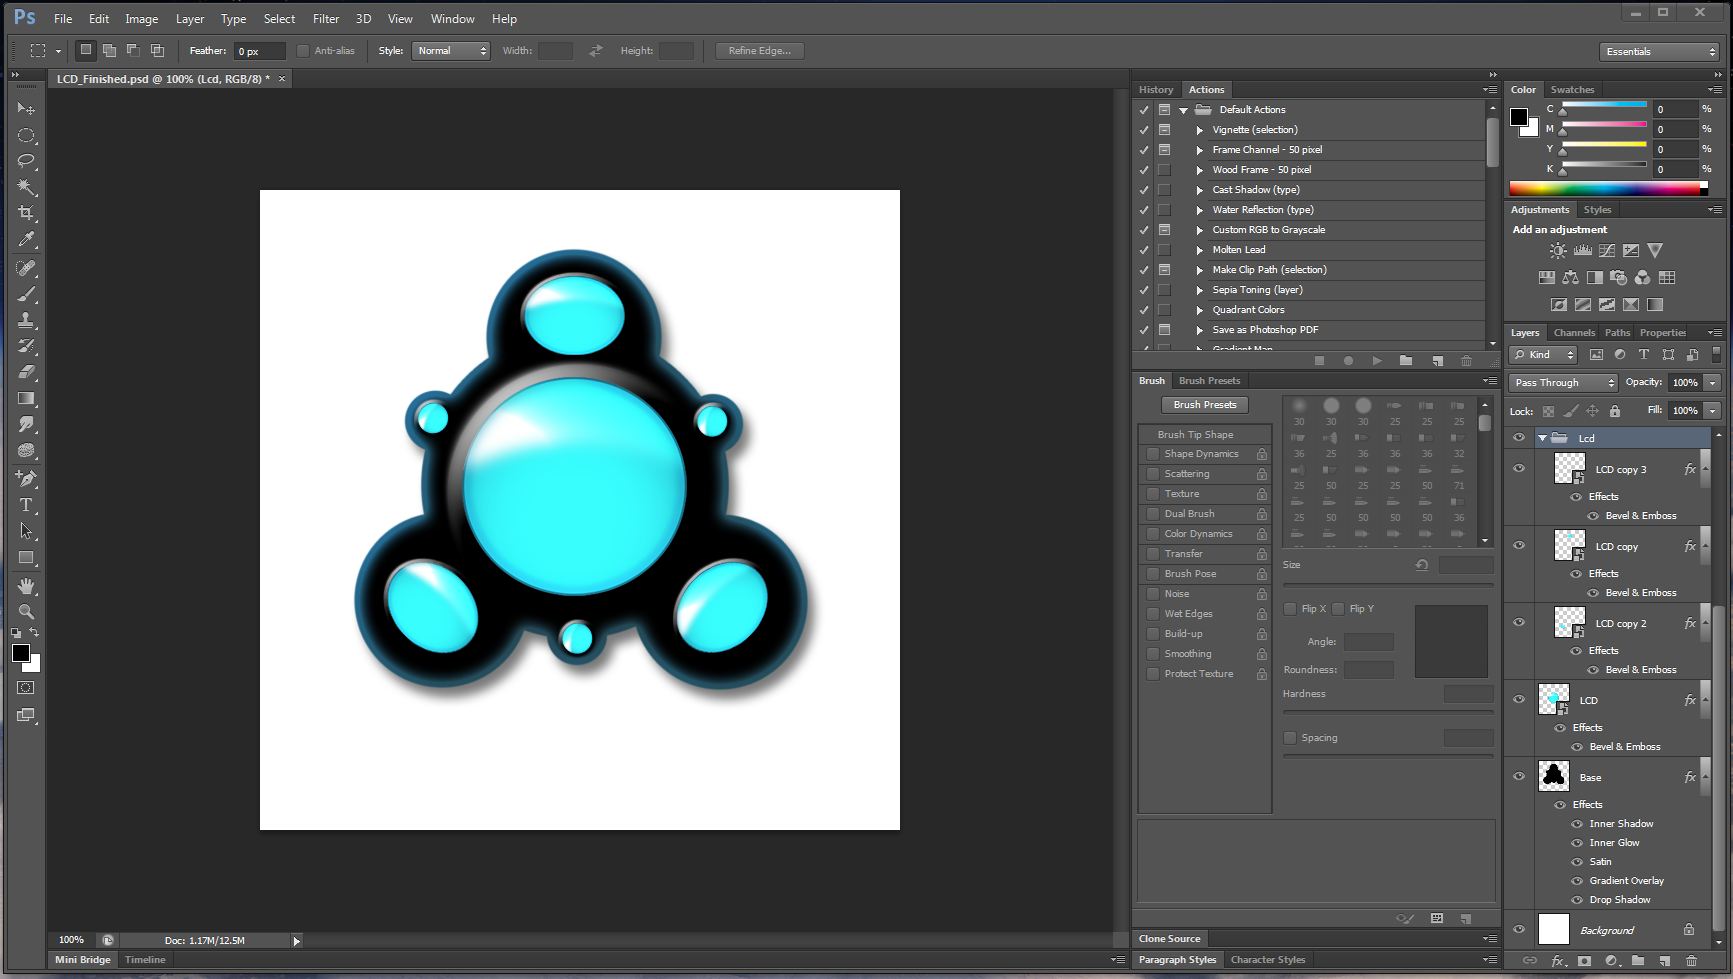 Ps File Edit Image Layer Type Select Filter 3D View Window Help
Feather: 0 px Anti-alias Style: Normal Width: Height: Refine Edge... Essentials
LCD_Finished.psd @ 100% (Lcd, RGB/8) * ×
History Actions
Default Actions
Vignette (selection)
Frame Channel - 50 pixel
Wood Frame - 50 pixel
Cast Shadow (type)
Water Reflection (type)
Custom RGB to Grayscale
Molten Lead
Make Clip Path (selection)
Sepia Toning (layer)
Quadrant Colors
Save as Photoshop PDF
Gradient Map
Brush Brush Presets
Brush Presets
Brush Tip Shape
Shape Dynamics
Scattering
Texture
Dual Brush
Color Dynamics
Transfer
Brush Pose
Noise
Wet Edges
Build-up
Smoothing
Protect Texture
30 30 30 25 25 25
36 25 36 36 36 32
25 50 25 25 50 71
25 50 50 50 50 36
Size
Flip X Flip Y
Angle:
Roundness:
Hardness
Spacing
Clone Source
Paragraph Styles Character Styles
Color Swatches
C 0 %
M 0 %
Y 0 %
K 0 %
Adjustments Styles
Add an adjustment
Layers Channels Paths Properties
Kind T
Pass Through Opacity: 100%
Lock: Fill: 100%
Lcd
LCD copy 3 fx
Effects
Bevel & Emboss
LCD copy fx
Effects
Bevel & Emboss
LCD copy 2 fx
Effects
Bevel & Emboss
LCD fx
Effects
Bevel & Emboss
Base fx
Effects
Inner Shadow
Inner Glow
Satin
Gradient Overlay
Drop Shadow
Background
fx
T
100% Doc: 1.17M/12.5M
Mini Bridge Timeline